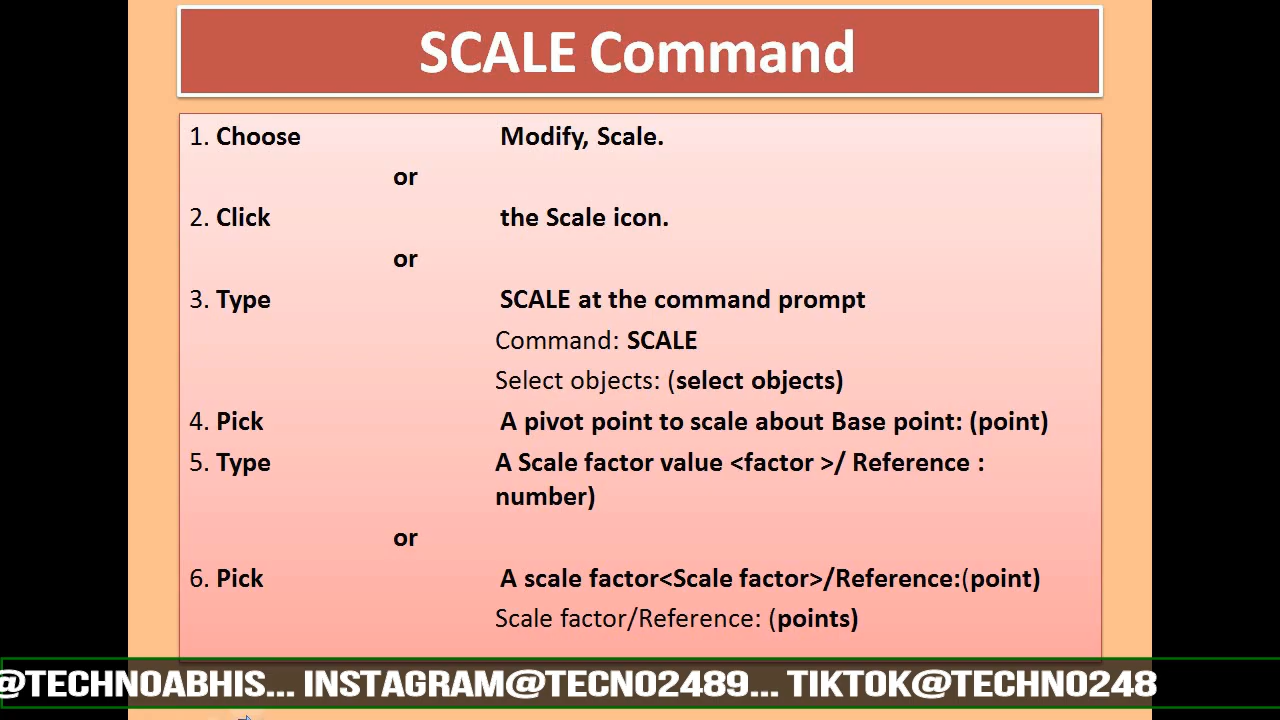 SCALE Command
1. Choose Modify, Scale.
or
2. Click the Scale icon.
or
3. Type SCALE at the command prompt
Command: SCALE
Select objects: (select objects)
4. Pick A pivot point to scale about Base point: (point)
5. Type A Scale factor value <factor >/ Reference :
number)
or
6. Pick A scale factor<Scale factor>/Reference:(point)
Scale factor/Reference: (points)
@TECHNOABHIS... INSTAGRAM@TECNO2489... TIKTOK@TECHNO248